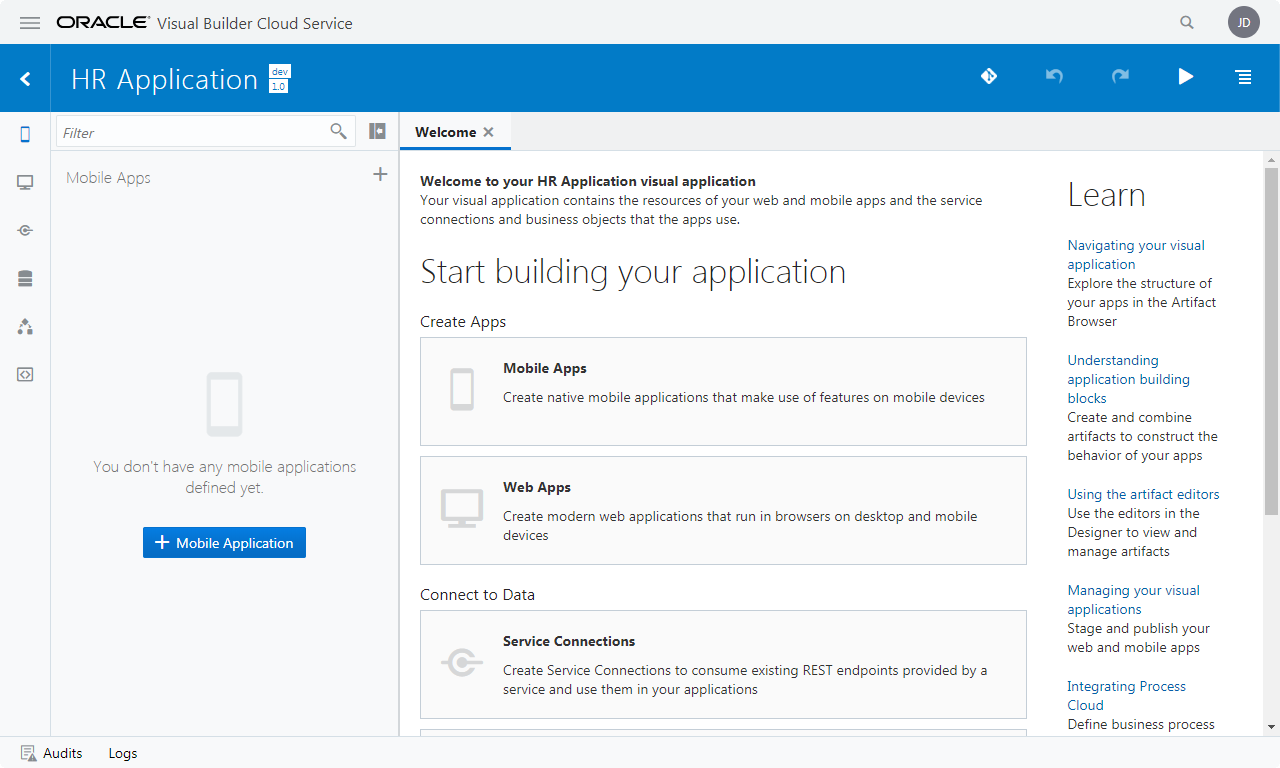 ORACLE® Visual Builder Cloud Service
JD
HR Application
dev
1.0
Filter
Mobile Apps
You don't have any mobile applications
defined yet.
Mobile Application
Welcome
Welcome to your HR Application visual application
Your visual application contains the resources of your web and mobile apps and the service
connections and business objects that the apps use.
Start building your application
Create Apps
Mobile Apps
Create native mobile applications that make use of features on mobile devices
Web Apps
Create modern web applications that run in browsers on desktop and mobile
devices
Connect to Data
Service Connections
Create Service Connections to consume existing REST endpoints provided by a
service and use them in your applications
Learn
Navigating your visual
application
Explore the structure of
your apps in the Artifact
Browser
Understanding
application building
blocks
Create and combine
artifacts to construct the
behavior of your apps
Using the artifact editors
Use the editors in the
Designer to view and
manage artifacts
Managing your visual
applications
Stage and publish your
web and mobile apps
Integrating Process
Cloud
Define business process
Audits
Logs